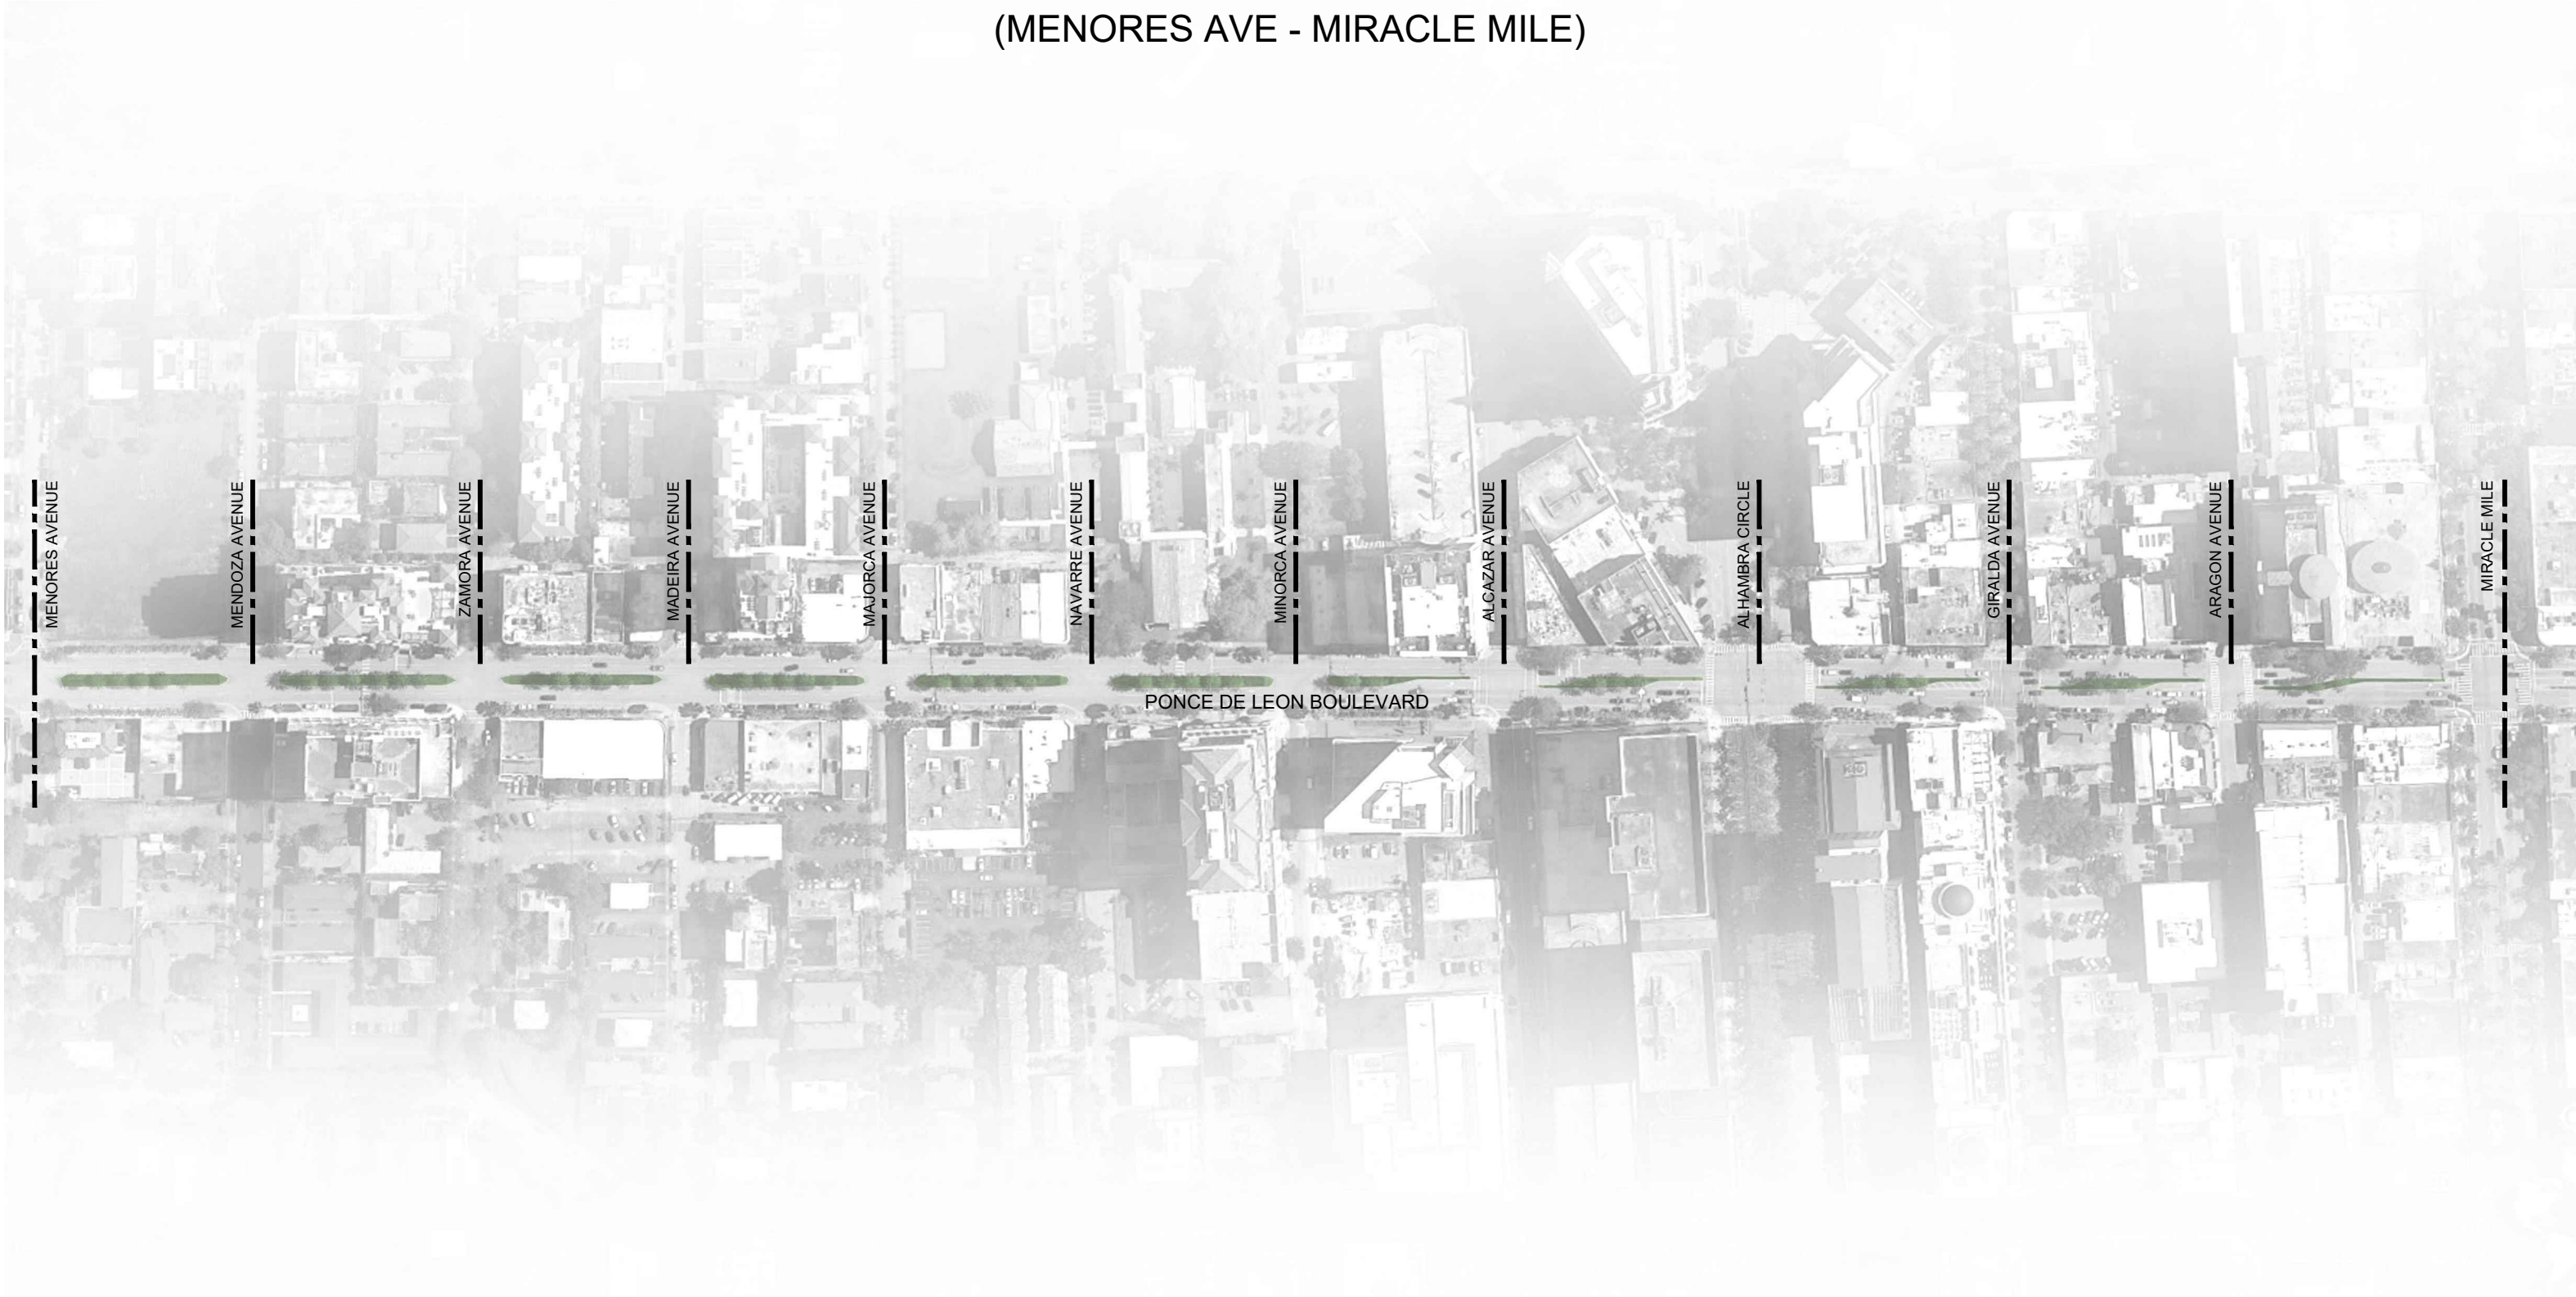 (MENORES AVE - MIRACLE MILE)
MENORES AVENUE
MENDOZA AVENUE
ZAMORA AVENUE
MADEIRA AVENUE
MAJORCA AVENUE
NAVARRE AVENUE
MINORCA AVENUE
ALCAZAR AVENUE
ALHAMBRA CIRCLE
GIRALDA AVENUE
ARAGON AVENUE
MIRACLE MILE
PONCE DE LEON BOULEVARD